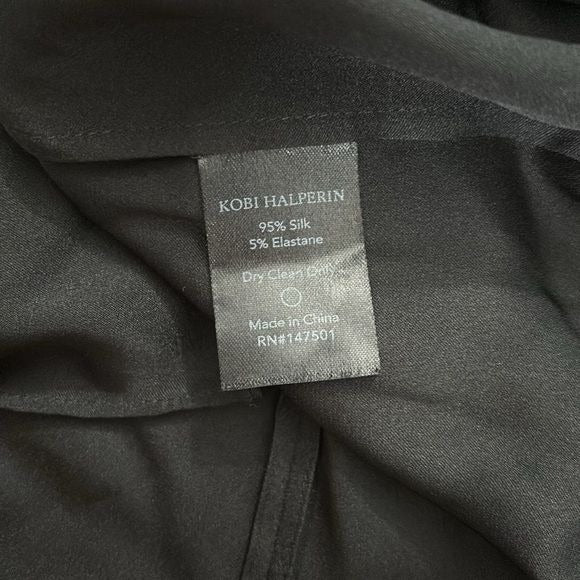 KOBI HALPERIN
95% Silk
5% Elastane
Dry Clean Only
Made in China
RN#147501